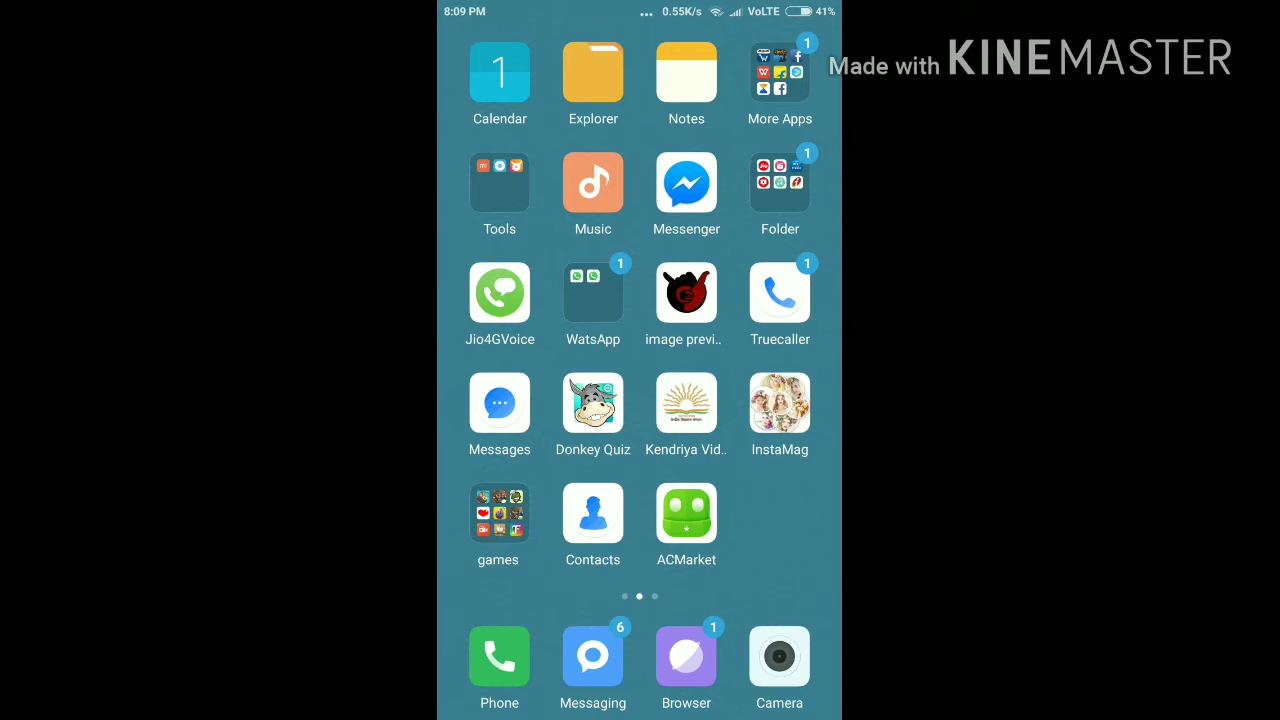 8:09 PM ... 0.55K/s VoLTE 41%
Made with KINEMASTER
1 1
Calendar Explorer Notes More Apps
1
Tools Music Messenger Folder
1 1
Jio4GVoice WatsApp image previ.. Truecaller
Messages Donkey Quiz Kendriya Vid.. InstaMag
games Contacts ACMarket
6 1
Phone Messaging Browser Camera